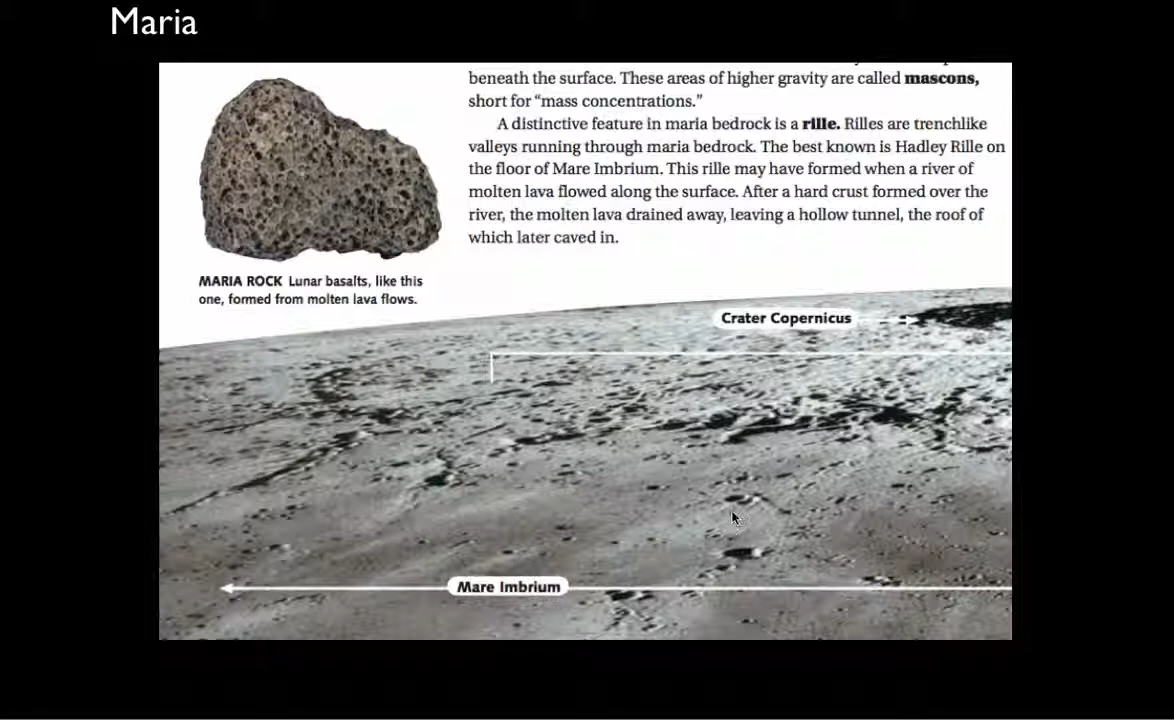 Maria
beneath the surface. These areas of higher gravity are called mascons,
short for “mass concentrations.”
A distinctive feature in maria bedrock is a rille. Rilles are trenchlike
valleys running through maria bedrock. The best known is Hadley Rille on
the floor of Mare Imbrium. This rille may have formed when a river of
molten lava flowed along the surface. After a hard crust formed over the
river, the molten lava drained away, leaving a hollow tunnel, the roof of
which later caved in.
MARIA ROCK Lunar basalts, like this
one, formed from molten lava flows.
Crater Copernicus
Mare Imbrium